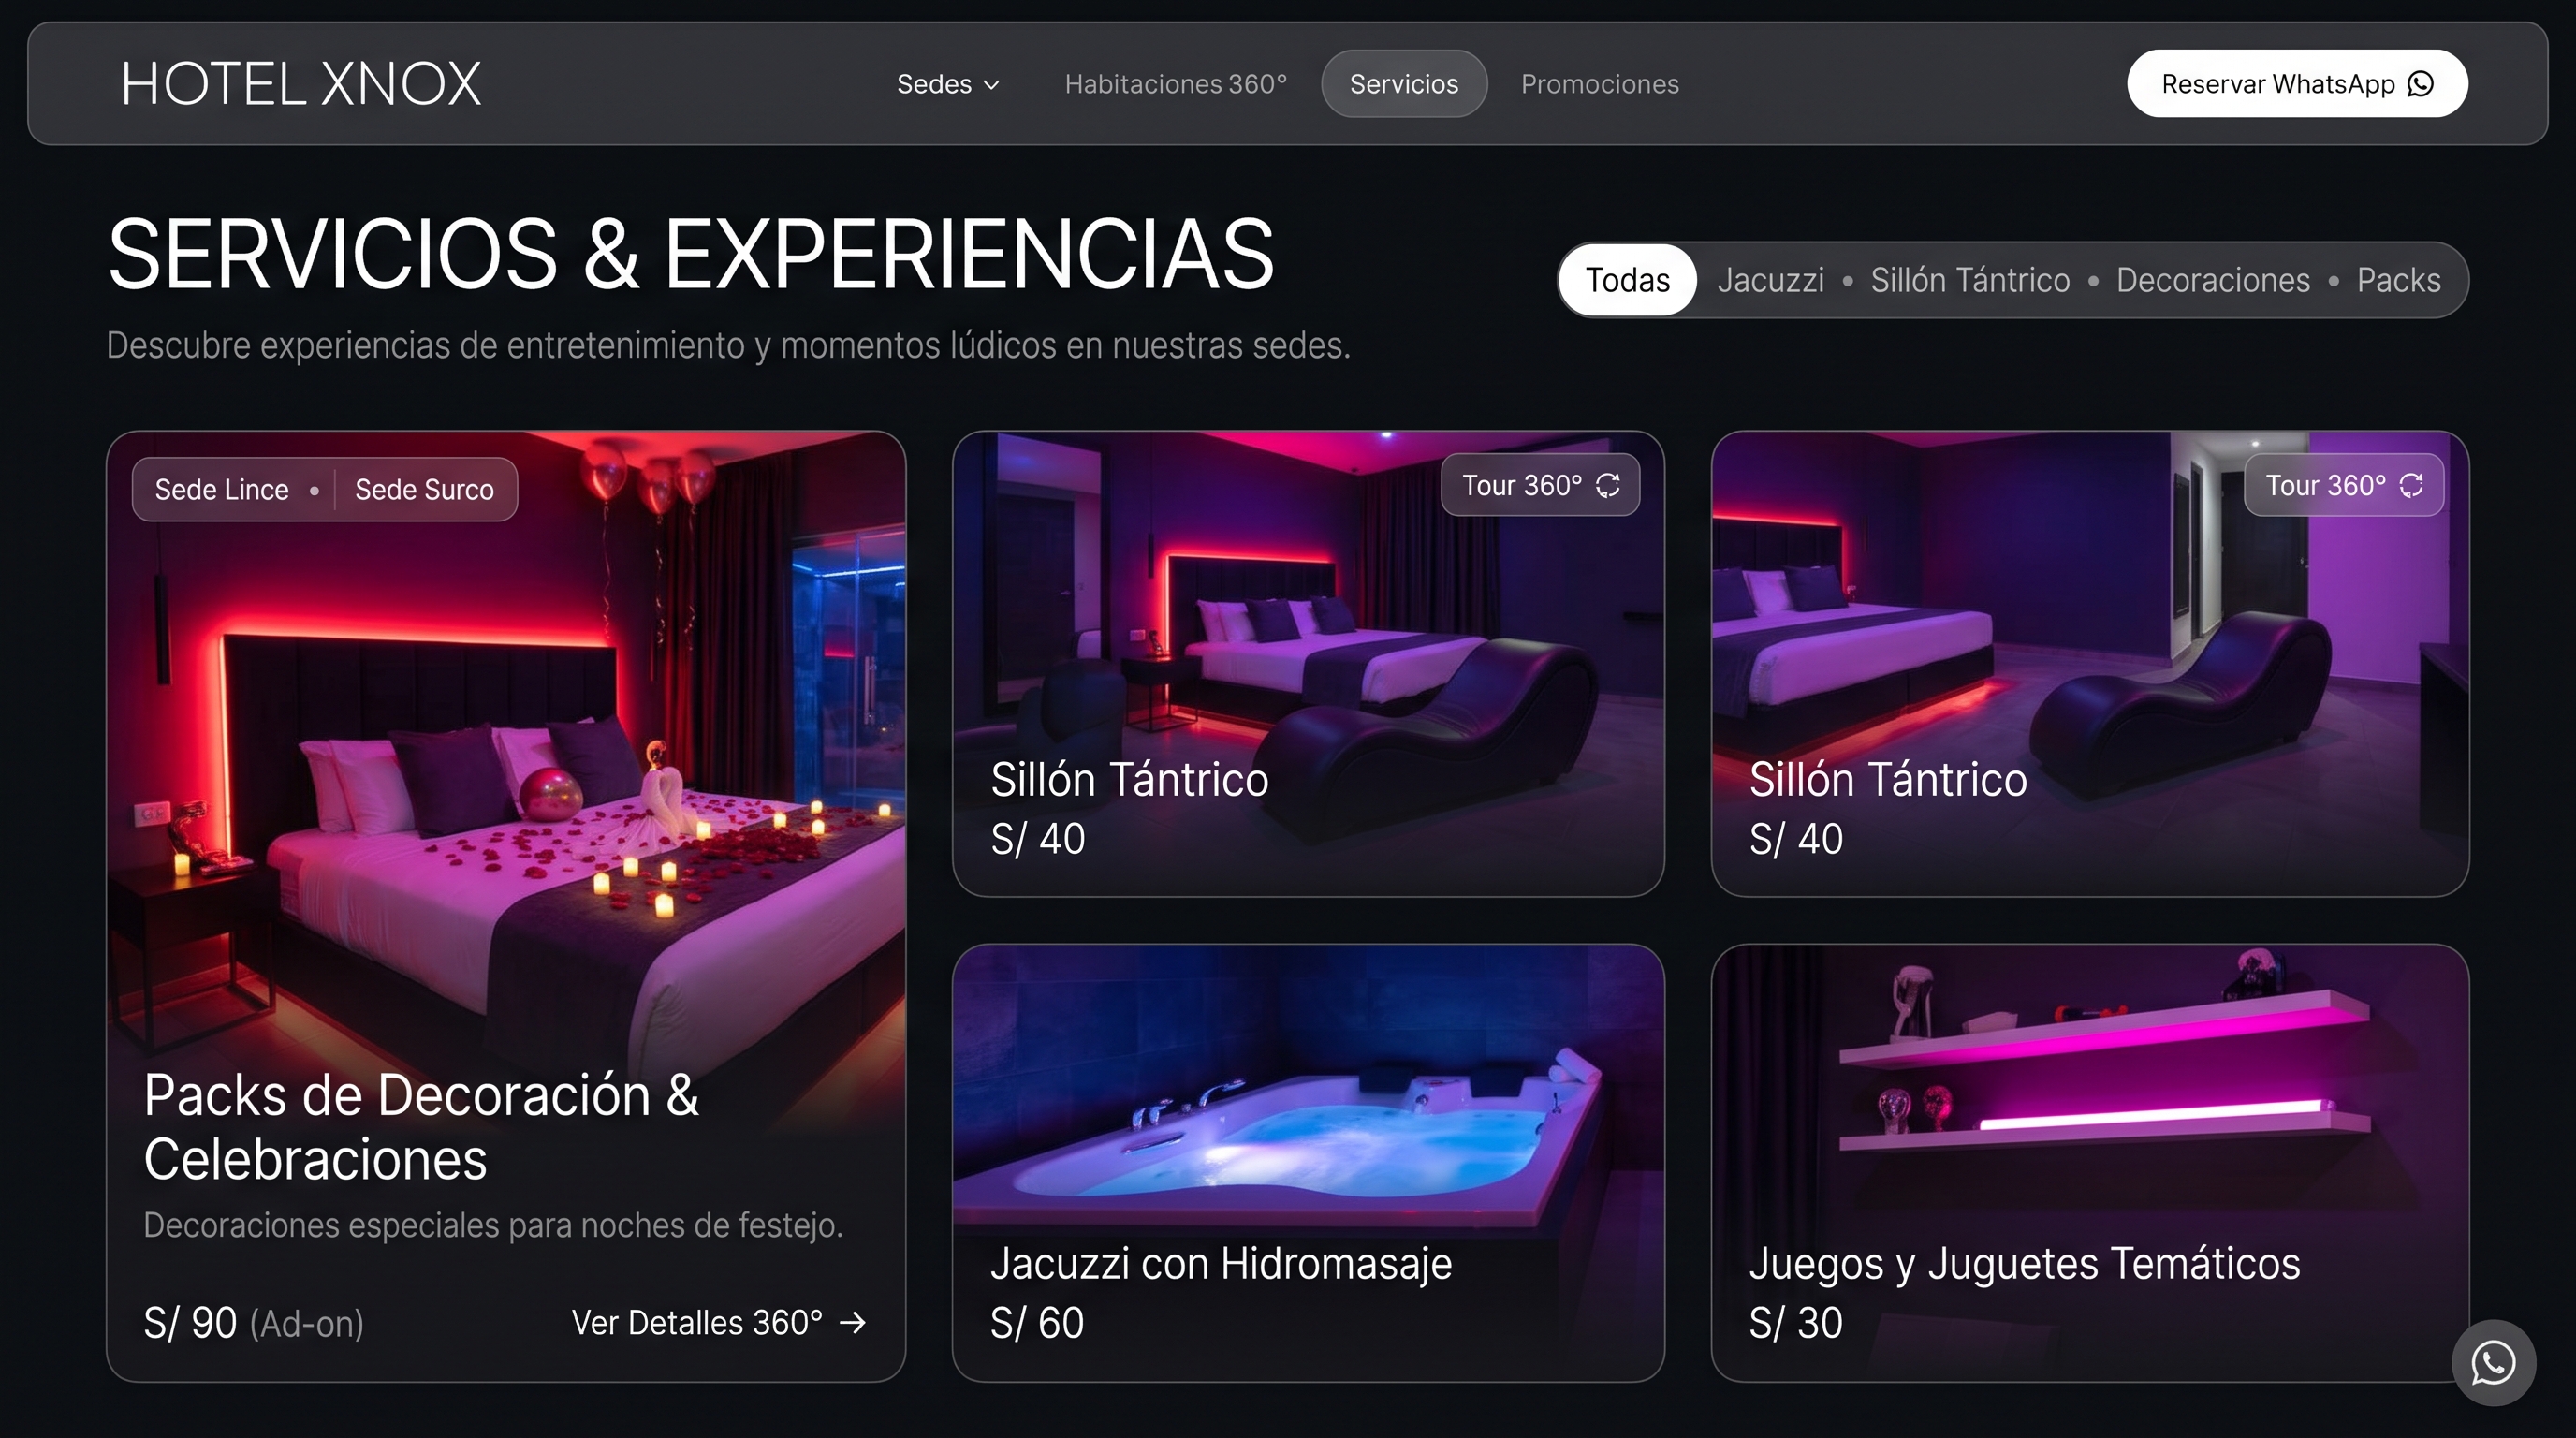 HOTEL XNOX
Sedes
Habitaciones 360°
Servicios
Promociones
Reservar WhatsApp
SERVICIOS & EXPERIENCIAS
Descubre experiencias de entretenimiento y momentos lúdicos en nuestras sedes.
Todas
Jacuzzi • Sillón Tántrico • Decoraciones • Packs
Sede Lince • | Sede Surco
Packs de Decoración &
Celebraciones
Decoraciones especiales para noches de festejo.
S/ 90 (Ad-on)
Ver Detalles 360° →
Tour 360°
Sillón Tántrico
S/ 40
Tour 360°
Sillón Tántrico
S/ 40
Jacuzzi con Hidromasaje
S/ 60
Juegos y Juguetes Temáticos
S/ 30